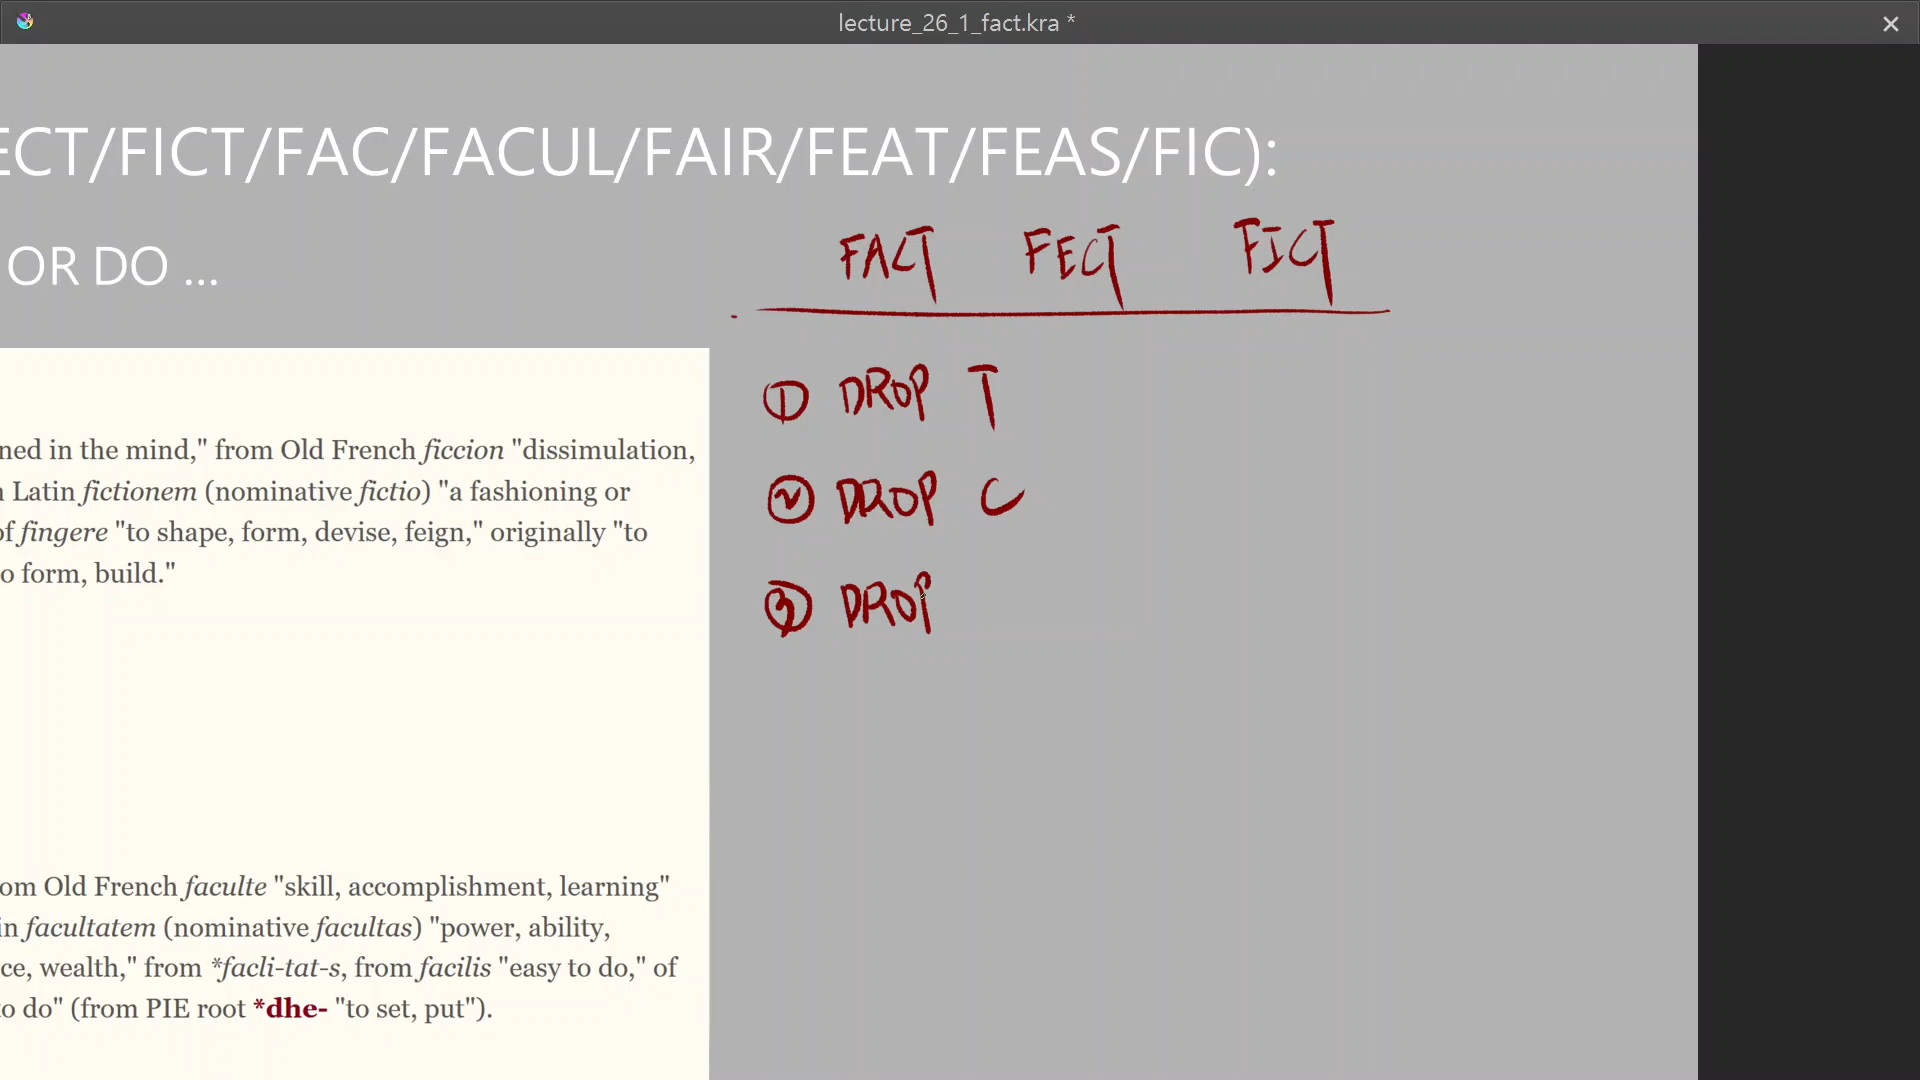 lecture_26_1_fact.kra *
ECT/FICT/FAC/FACUL/FAIR/FEAT/FEAS/FIC):
OR DO ...
FACT FECT FICT
① DROP T
② DROP C
③ DROP
ned in the mind," from Old French ficcion "dissimulation,
Latin fictionem (nominative fictio) "a fashioning or
of fingere "to shape, form, devise, feign," originally "to
o form, build."
om Old French faculte "skill, accomplishment, learning"
in facultatem (nominative facultas) "power, ability,
ce, wealth," from *facli-tat-s, from facilis "easy to do," of
to do" (from PIE root *dhe- "to set, put").